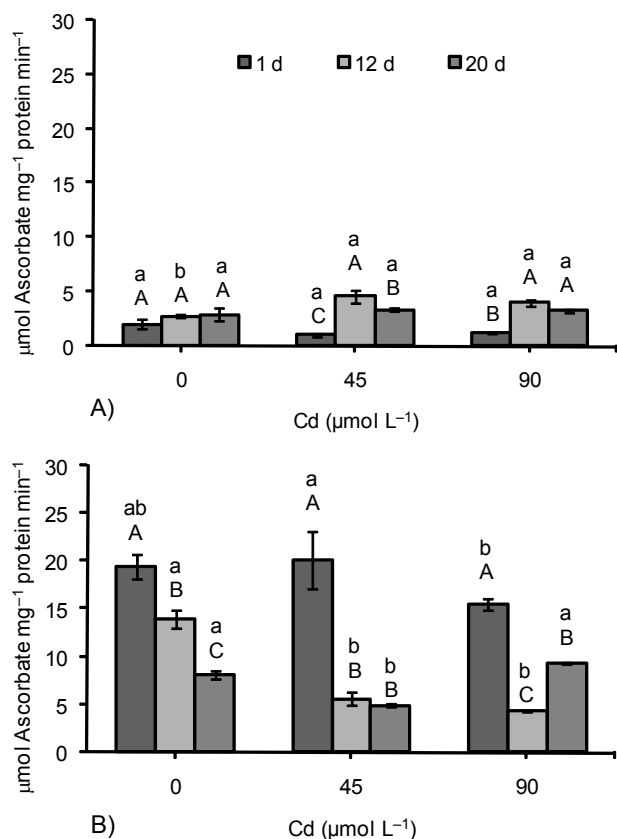 30
25
20
15
10
5
0
µmol Ascorbate mg⁻¹ protein min⁻¹
1 d 12 d 20 d
a b a a a a a a a
A A A C A B B A A
0 45 90
A)
Cd (µmol L⁻¹)
30
25
20
15
10
5
0
µmol Ascorbate mg⁻¹ protein min⁻¹
ab a a a b b b b a
A B C A B B A C B
0 45 90
B)
Cd (µmol L⁻¹)